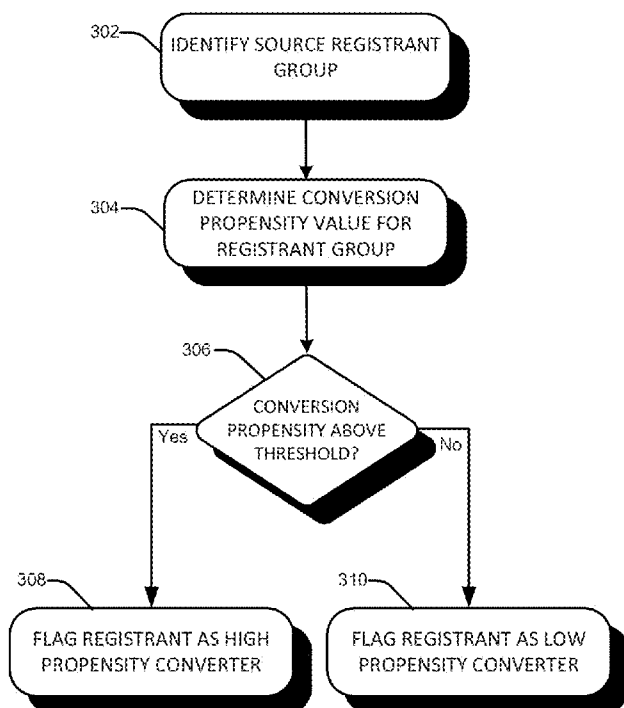 302
IDENTIFY SOURCE REGISTRANT
GROUP
304
DETERMINE CONVERSION
PROPENSITY VALUE FOR
REGISTRANT GROUP
306
CONVERSION
PROPENSITY ABOVE
THRESHOLD?
Yes
No
308
FLAG REGISTRANT AS HIGH
PROPENSITY CONVERTER
310
FLAG REGISTRANT AS LOW
PROPENSITY CONVERTER